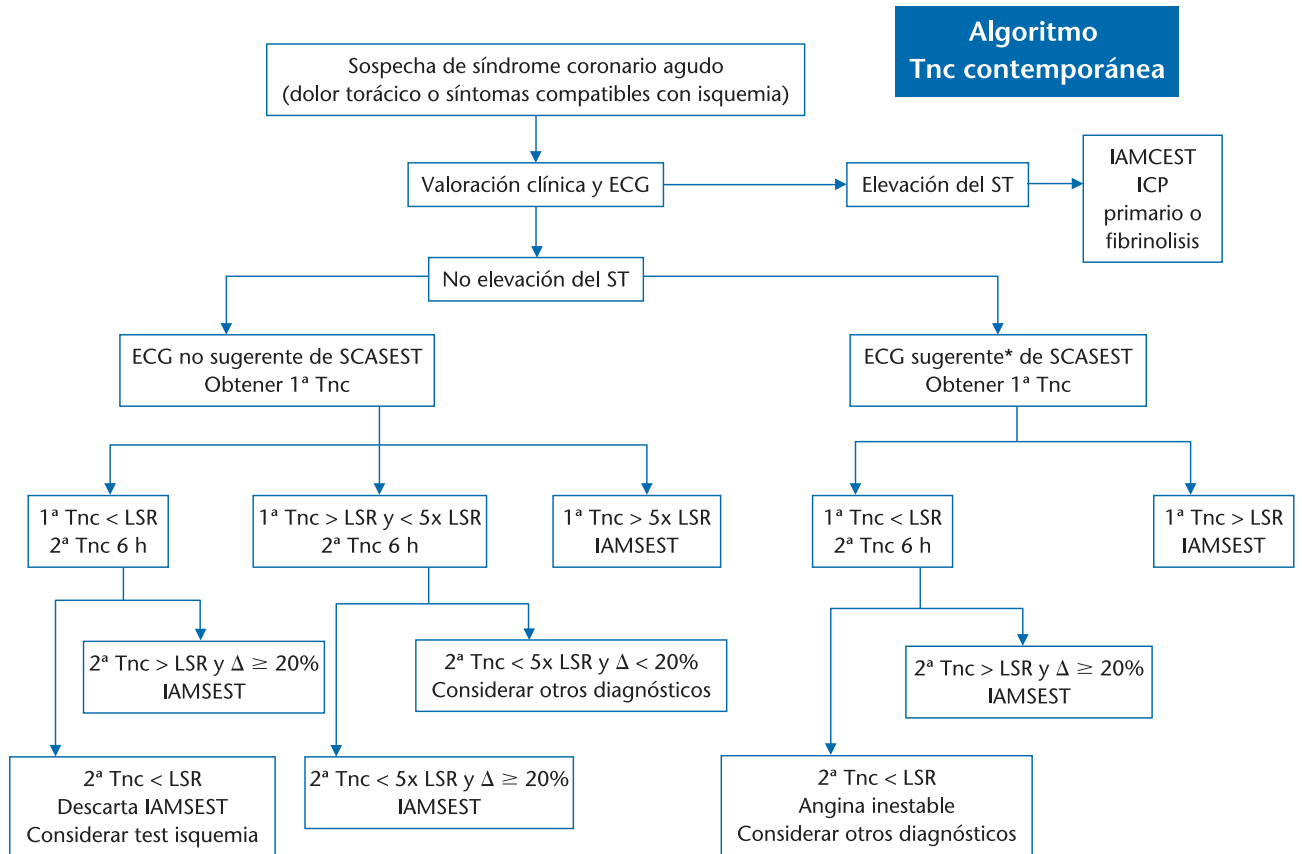 Algoritmo
Tnc contemporánea
Sospecha de síndrome coronario agudo
(dolor torácico o síntomas compatibles con isquemia)
Valoración clínica y ECG
Elevación del ST
IAMCEST
ICP
primario o
fibrinolisis
No elevación del ST
ECG no sugerente de SCASEST
Obtener 1ª Tnc
ECG sugerente* de SCASEST
Obtener 1ª Tnc
1ª Tnc < LSR
2ª Tnc 6 h
1ª Tnc > LSR y < 5x LSR
2ª Tnc 6 h
1ª Tnc > 5x LSR
IAMSEST
1ª Tnc < LSR
2ª Tnc 6 h
1ª Tnc > LSR
IAMSEST
2ª Tnc > LSR y Δ ≥ 20%
IAMSEST
2ª Tnc < 5x LSR y Δ < 20%
Considerar otros diagnósticos
2ª Tnc > LSR y Δ ≥ 20%
IAMSEST
2ª Tnc < LSR
Descarta IAMSEST
Considerar test isquemia
2ª Tnc < 5x LSR y Δ ≥ 20%
IAMSEST
2ª Tnc < LSR
Angina inestable
Considerar otros diagnósticos